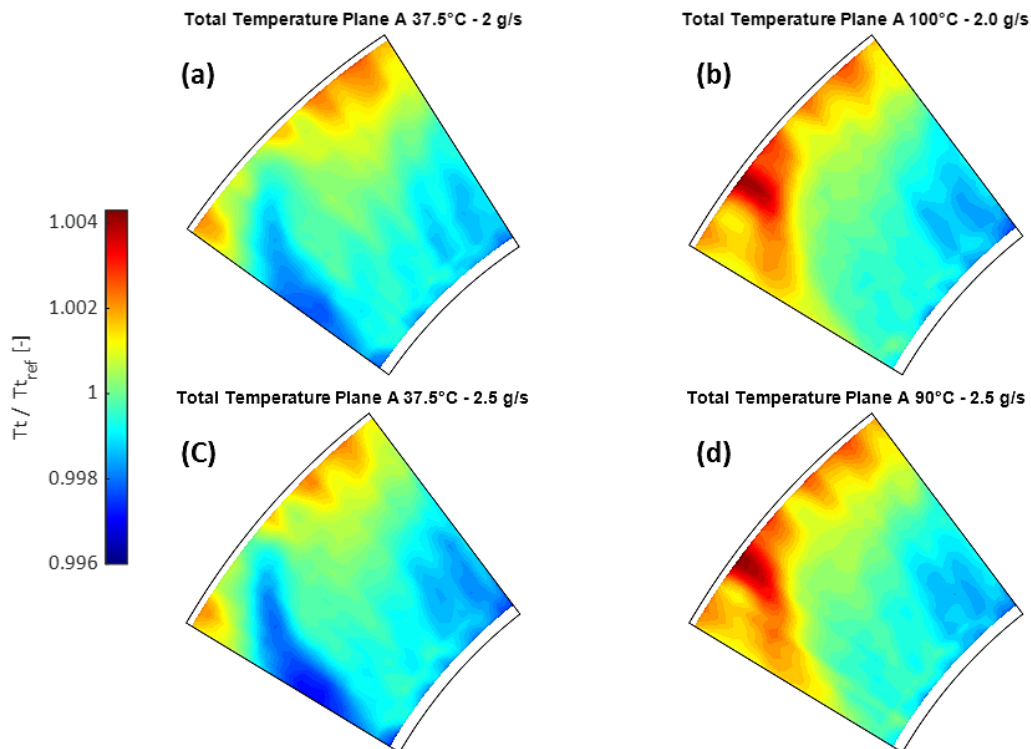 Total Temperature Plane A 37.5°C - 2 g/s
Total Temperature Plane A 100°C - 2.0 g/s
(a)
(b)
1.004
1.002
1
0.998
0.996
Tt / Tt_ref [-]
Total Temperature Plane A 37.5°C - 2.5 g/s
Total Temperature Plane A 90°C - 2.5 g/s
(C)
(d)